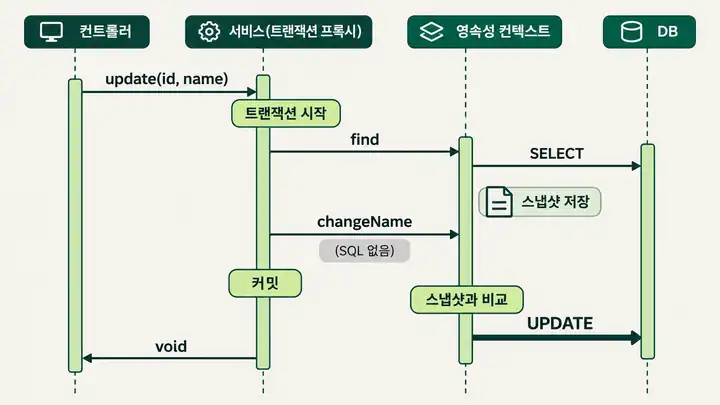 컨트롤러
서비스(트랜잭션 프록시)
영속성 컨텍스트
DB
update(id, name)
트랜잭션 시작
find
SELECT
스냅샷 저장
changeName
(SQL 없음)
커밋
스냅샷과 비교
UPDATE
void